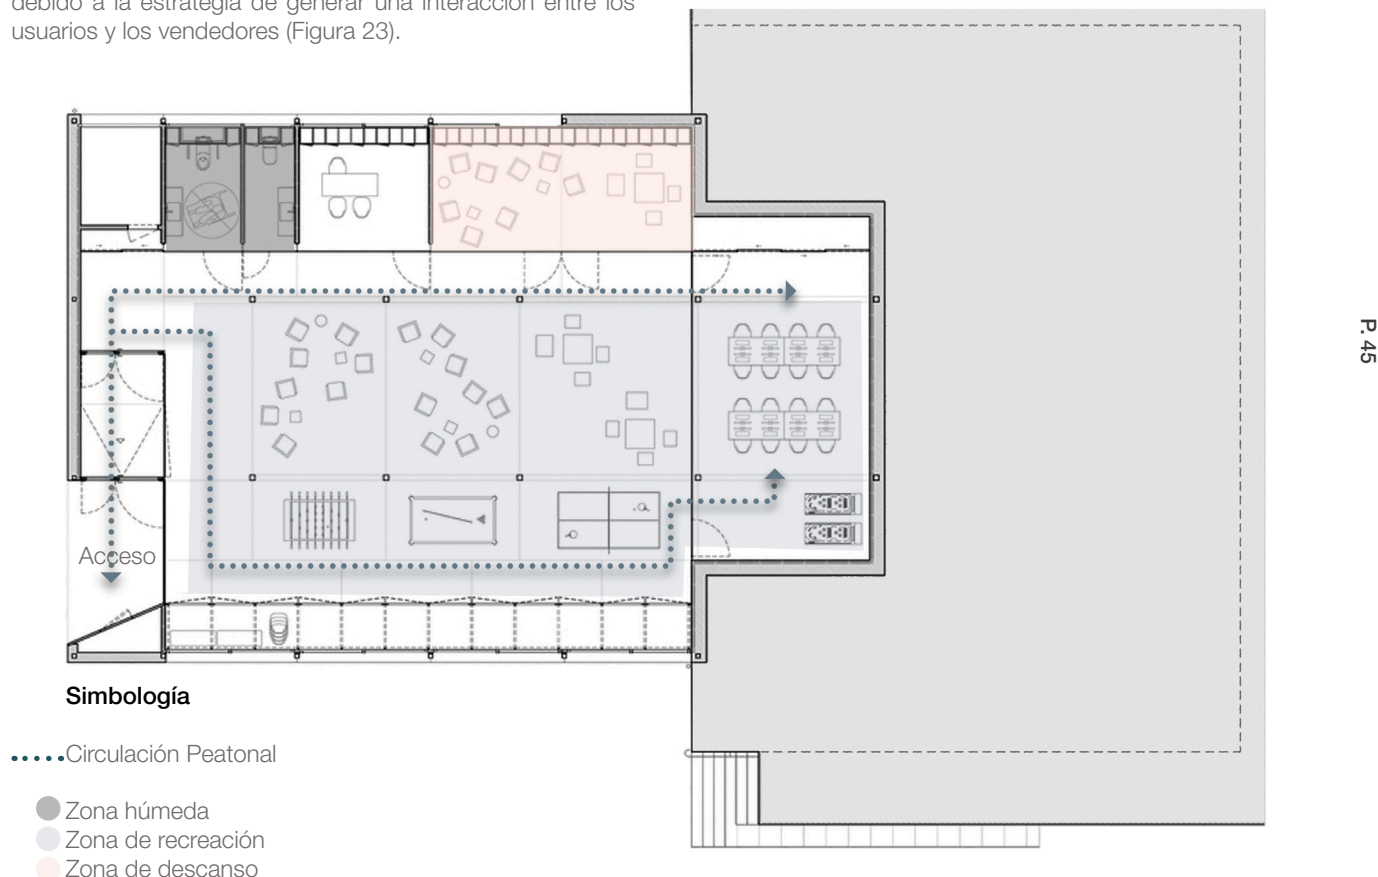 debido a la estrategia de generar una interacción entre los
usuarios y los vendedores (Figura 23).
P. 45
Acceso
Simbología
Circulación Peatonal
Zona húmeda
Zona de recreación
Zona de descanso